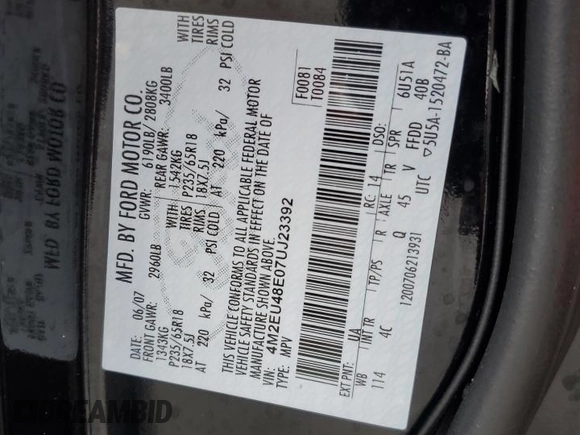 MFD. BY FORD MOTOR CO.
DATE: 06/07 GVWR: 6190LB/ 2808KG
FRONT GAWR: 2960LB REAR GAWR: 3400LB
1343KG WITH 1542KG WITH
P235/65R18 TIRES P235/65R18 TIRES
18X7.5J RIMS 18X7.5J RIMS
AT 220 kPa/ 32 PSI COLD AT 220 kPa/ 32 PSI COLD
THIS VEHICLE CONFORMS TO ALL APPLICABLE FEDERAL MOTOR
VEHICLE SAFETY STANDARDS IN EFFECT ON THE DATE OF
MANUFACTURE SHOWN ABOVE.
VIN: 4M2EU48E07UJ23392
TYPE: MPV
F0081
T0084
EXT PNT: UA RC: 14 DSO: 6U51A
WB INT TR TP/PS R AXLE TR SPR 40B
114 4C Q 45 V FFDD
1200706213931 UTC ▽5U5A-1520472-BA
MFD. BY FORD MOTOR CO
DREAMBID